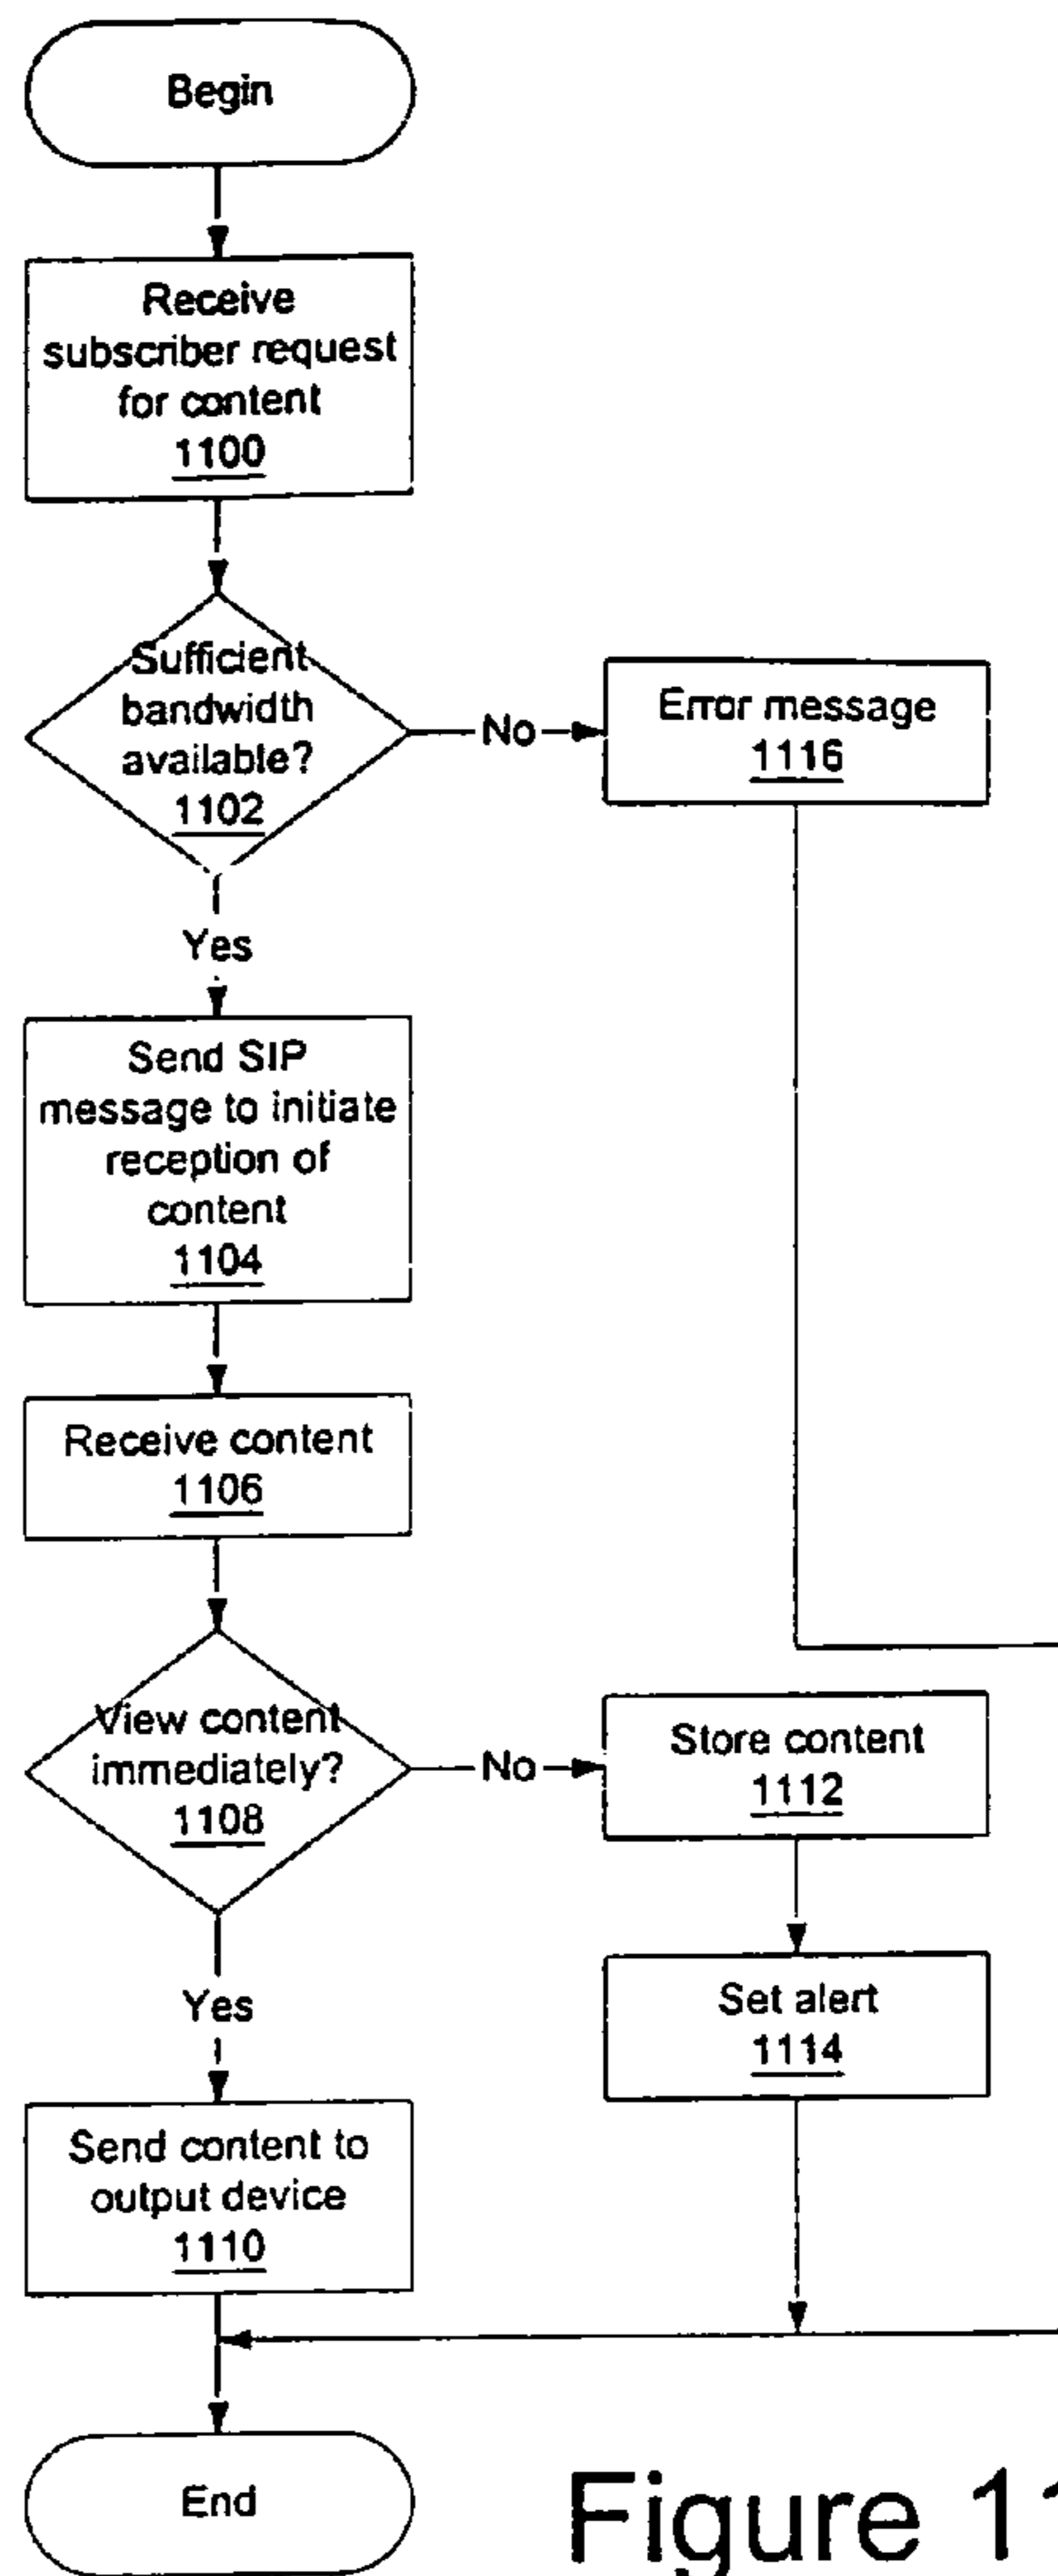 Begin
Receive
subscriber request
for content
1100
Sufficient
bandwidth
available?
1102
No
Error message
1116
Yes
Send SIP
message to initiate
reception of
content
1104
Receive content
1106
View content
immediately?
1108
No
Store content
1112
Set alert
1114
Yes
Send content to
output device
1110
End
Figure 11